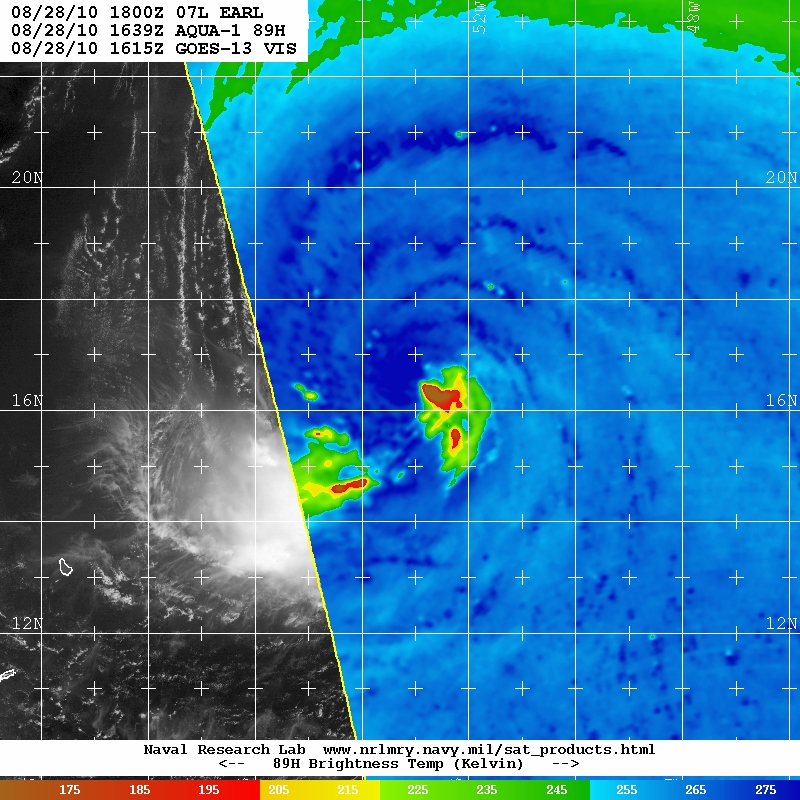 08/28/10 1800Z 07L EARL
08/28/10 1639Z AQUA-1 89H
08/28/10 1615Z GOES-13 VIS
52W 48W
20N 20N
16N 16N
12N 12N
Naval Research Lab www.nrlmry.navy.mil/sat_products.html
<-- 89H Brightness Temp (Kelvin) -->
175 185 195 205 215 225 235 245 255 265 275